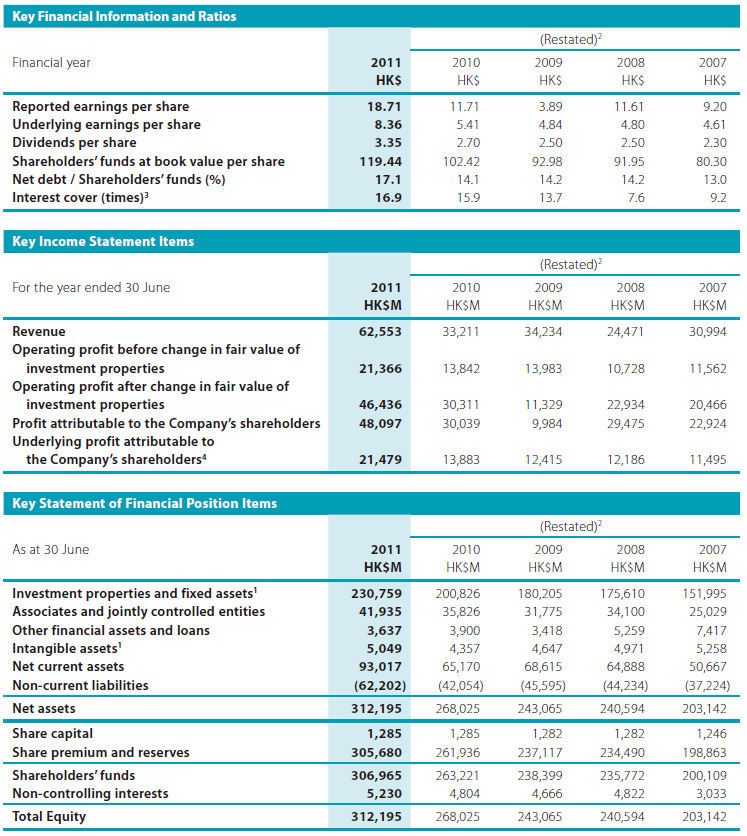 Key Financial Information and Ratios
(Restated)²
Financial year 2011 2010 2009 2008 2007
HK$ HK$ HK$ HK$ HK$
Reported earnings per share 18.71 11.71 3.89 11.61 9.20
Underlying earnings per share 8.36 5.41 4.84 4.80 4.61
Dividends per share 3.35 2.70 2.50 2.50 2.30
Shareholders' funds at book value per share 119.44 102.42 92.98 91.95 80.30
Net debt / Shareholders' funds (%) 17.1 14.1 14.2 14.2 13.0
Interest cover (times)³ 16.9 15.9 13.7 7.6 9.2
Key Income Statement Items
(Restated)²
For the year ended 30 June 2011 2010 2009 2008 2007
HK$M HK$M HK$M HK$M HK$M
Revenue 62,553 33,211 34,234 24,471 30,994
Operating profit before change in fair value of
investment properties 21,366 13,842 13,983 10,728 11,562
Operating profit after change in fair value of
investment properties 46,436 30,311 11,329 22,934 20,466
Profit attributable to the Company's shareholders 48,097 30,039 9,984 29,475 22,924
Underlying profit attributable to
the Company's shareholders⁴ 21,479 13,883 12,415 12,186 11,495
Key Statement of Financial Position Items
(Restated)²
As at 30 June 2011 2010 2009 2008 2007
HK$M HK$M HK$M HK$M HK$M
Investment properties and fixed assets¹ 230,759 200,826 180,205 175,610 151,995
Associates and jointly controlled entities 41,935 35,826 31,775 34,100 25,029
Other financial assets and loans 3,637 3,900 3,418 5,259 7,417
Intangible assets¹ 5,049 4,357 4,647 4,971 5,258
Net current assets 93,017 65,170 68,615 64,888 50,667
Non-current liabilities (62,202) (42,054) (45,595) (44,234) (37,224)
Net assets 312,195 268,025 243,065 240,594 203,142
Share capital 1,285 1,285 1,282 1,282 1,246
Share premium and reserves 305,680 261,936 237,117 234,490 198,863
Shareholders' funds 306,965 263,221 238,399 235,772 200,109
Non-controlling interests 5,230 4,804 4,666 4,822 3,033
Total Equity 312,195 268,025 243,065 240,594 203,142